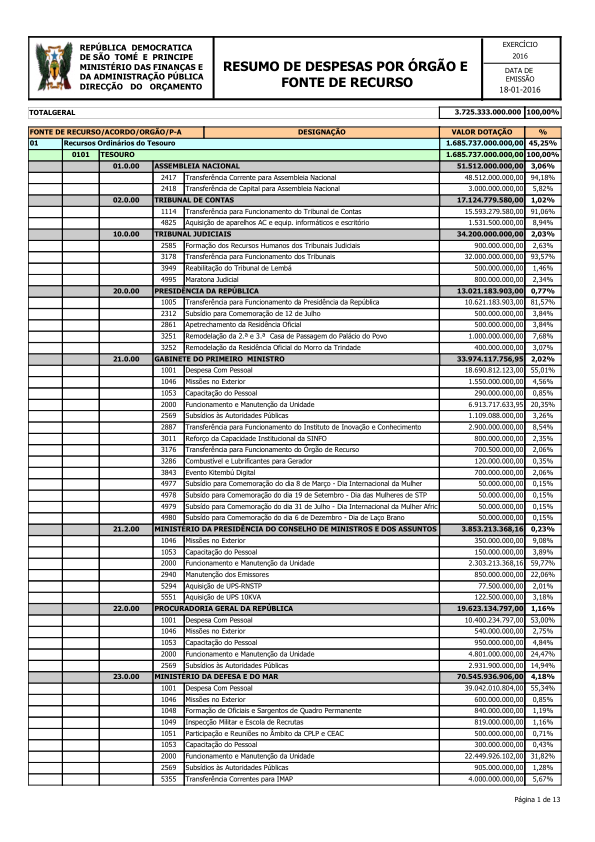 REPÚBLICA DEMOCRATICA
DE SÃO TOMÉ E PRINCIPE
MINISTÉRIO DAS FINANÇAS E
DA ADMINISTRAÇÃO PÚBLICA
DIRECÇÃO DO ORÇAMENTO
RESUMO DE DESPESAS POR ÓRGÃO E
FONTE DE RECURSO
EXERCÍCIO
2016
DATA DE
EMISSÃO
18-01-2016
TOTALGERAL 3.725.333.000.000 100,00%
FONTE DE RECURSO/ACORDO/ORGÃO/P-A DESIGNAÇÃO VALOR DOTAÇÃO %
01 Recursos Ordinários do Tesouro 1.685.737.000.000,00 45,25%
0101 TESOURO 1.685.737.000.000,00 100,00%
01.0.00 ASSEMBLEIA NACIONAL 51.512.000.000,00 3,06%
2417 Transferência Corrente para Assembleia Nacional 48.512.000.000,00 94,18%
2418 Transferência de Capital para Assembleia Nacional 3.000.000.000,00 5,82%
02.0.00 TRIBUNAL DE CONTAS 17.124.779.580,00 1,02%
1114 Transferência para Funcionamento do Tribunal de Contas 15.593.279.580,00 91,06%
4825 Aquisição de aparelhos AC e equip. informáticos e escritório 1.531.500.000,00 8,94%
10.0.00 TRIBUNAL JUDICIAIS 34.200.000.000,00 2,03%
2585 Formação dos Recursos Humanos dos Tribunais Judiciais 900.000.000,00 2,63%
3178 Transferência para Funcionamento dos Tribunais 32.000.000.000,00 93,57%
3949 Reabilitação do Tribunal de Lembá 500.000.000,00 1,46%
4995 Maratona Judicial 800.000.000,00 2,34%
20.0.00 PRESIDÊNCIA DA REPÚBLICA 13.021.183.903,00 0,77%
1005 Transferência para Funcionamento da Presidência da República 10.621.183.903,00 81,57%
2312 Subsídio para Comemoração de 12 de Julho 500.000.000,00 3,84%
2861 Apetrechamento da Residência Oficial 500.000.000,00 3,84%
3251 Remodelação da 2.ª e 3.ª Casa de Passagem do Palácio do Povo 1.000.000.000,00 7,68%
3252 Remodelação da Residência Oficial do Morro da Trindade 400.000.000,00 3,07%
21.0.00 GABINETE DO PRIMEIRO MINISTRO 33.974.117.756,95 2,02%
1001 Despesa Com Pessoal 18.690.812.123,00 55,01%
1046 Missões no Exterior 1.550.000.000,00 4,56%
1053 Capacitação do Pessoal 290.000.000,00 0,85%
2000 Funcionamento e Manutenção da Unidade 6.913.717.633,95 20,35%
2569 Subsídios às Autoridades Públicas 1.109.088.000,00 3,26%
2887 Transferência para Funcionamento do Instituto de Inovação e Conhecimento 2.900.000.000,00 8,54%
3011 Reforço da Capacidade Institucional da SINFO 800.000.000,00 2,35%
3176 Transferência para Funcionamento do Órgão de Recurso 700.500.000,00 2,06%
3286 Combustível e Lubrificantes para Gerador 120.000.000,00 0,35%
3843 Evento Kitembú Digital 700.000.000,00 2,06%
4977 Subsído para Comemoração do dia 8 de Março - Dia Internacional da Mulher 50.000.000,00 0,15%
4978 Subsído para Comemoração do dia 19 de Setembro - Dia das Mulheres de STP 50.000.000,00 0,15%
4979 Subsído para Comemoração do dia 31 de Julho - Dia Internacional da Mulher Afric 50.000.000,00 0,15%
4980 Subsído para Comemoração do dia 6 de Dezembro - Dia de Laço Brano 50.000.000,00 0,15%
21.2.00 MINISTÉRIO DA PRESIDÊNCIA DO CONSELHO DE MINISTROS E DOS ASSUNTOS 3.853.213.368,16 0,23%
1046 Missões no Exterior 350.000.000,00 9,08%
1053 Capacitação do Pessoal 150.000.000,00 3,89%
2000 Funcionamento e Manutenção da Unidade 2.303.213.368,16 59,77%
2940 Manutenção dos Emissores 850.000.000,00 22,06%
5294 Aquisição de UPS-RNSTP 77.500.000,00 2,01%
5551 Aquisição de UPS 10KVA 122.500.000,00 3,18%
22.0.00 PROCURADORIA GERAL DA REPÚBLICA 19.623.134.797,00 1,16%
1001 Despesa Com Pessoal 10.400.234.797,00 53,00%
1046 Missões no Exterior 540.000.000,00 2,75%
1053 Capacitação do Pessoal 950.000.000,00 4,84%
2000 Funcionamento e Manutenção da Unidade 4.801.000.000,00 24,47%
2569 Subsídios às Autoridades Públicas 2.931.900.000,00 14,94%
23.0.00 MINISTÉRIO DA DEFESA E DO MAR 70.545.936.906,00 4,18%
1001 Despesa Com Pessoal 39.042.010.804,00 55,34%
1046 Missões no Exterior 600.000.000,00 0,85%
1048 Formação de Oficiais e Sargentos de Quadro Permanente 840.000.000,00 1,19%
1049 Inspecção Militar e Escola de Recrutas 819.000.000,00 1,16%
1051 Participação e Reuniões no Âmbito da CPLP e CEAC 500.000.000,00 0,71%
1053 Capacitação do Pessoal 300.000.000,00 0,43%
2000 Funcionamento e Manutenção da Unidade 22.449.926.102,00 31,82%
2569 Subsídios às Autoridades Públicas 905.000.000,00 1,28%
5355 Transferência Correntes para IMAP 4.000.000.000,00 5,67%
Página 1 de 13